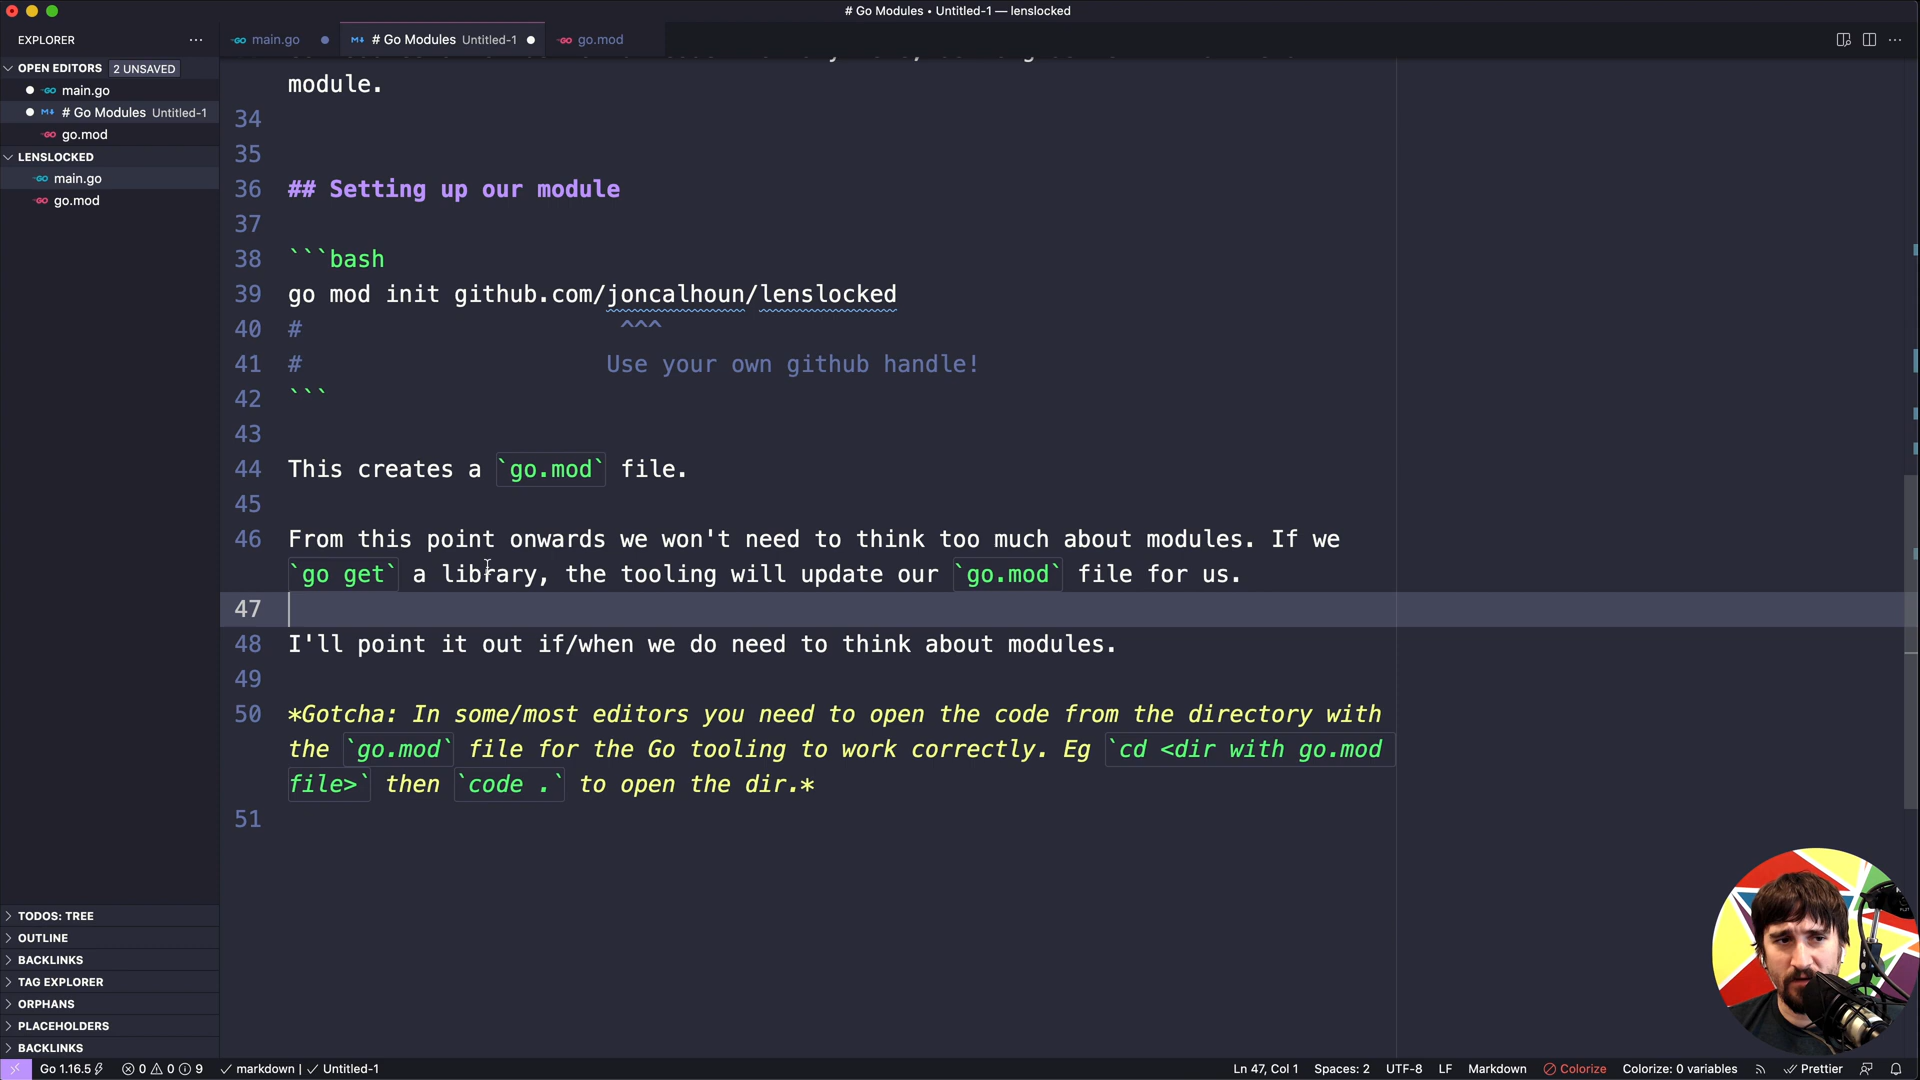 # Go Modules • Untitled-1 — lenslocked
EXPLORER
main.go
# Go Modules Untitled-1
go.mod
OPEN EDITORS 2 UNSAVED
main.go
# Go Modules Untitled-1
go.mod
LENSLOCKED
main.go
go.mod
module.
34
35
36 ## Setting up our module
37
38 ```bash
39 go mod init github.com/joncalhoun/lenslocked
40 # ^^^
41 # Use your own github handle!
42 ```
43
44 This creates a `go.mod` file.
45
46 From this point onwards we won't need to think too much about modules. If we
`go get` a library, the tooling will update our `go.mod` file for us.
47
48 I'll point it out if/when we do need to think about modules.
49
50 *Gotcha: In some/most editors you need to open the code from the directory with
the `go.mod` file for the Go tooling to work correctly. Eg `cd <dir with go.mod
file>` then `code .` to open the dir.*
51
TODOS: TREE
OUTLINE
BACKLINKS
TAG EXPLORER
ORPHANS
PLACEHOLDERS
BACKLINKS
Go 1.16.5 0 0 9 markdown | Untitled-1 Ln 47, Col 1 Spaces: 2 UTF-8 LF Markdown Colorize Colorize: 0 variables Prettier